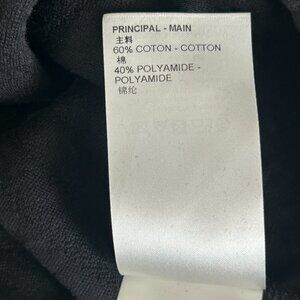 PRINCIPAL - MAIN
主料
60% COTON - COTTON
棉
40% POLYAMIDE -
POLYAMIDE
锦纶